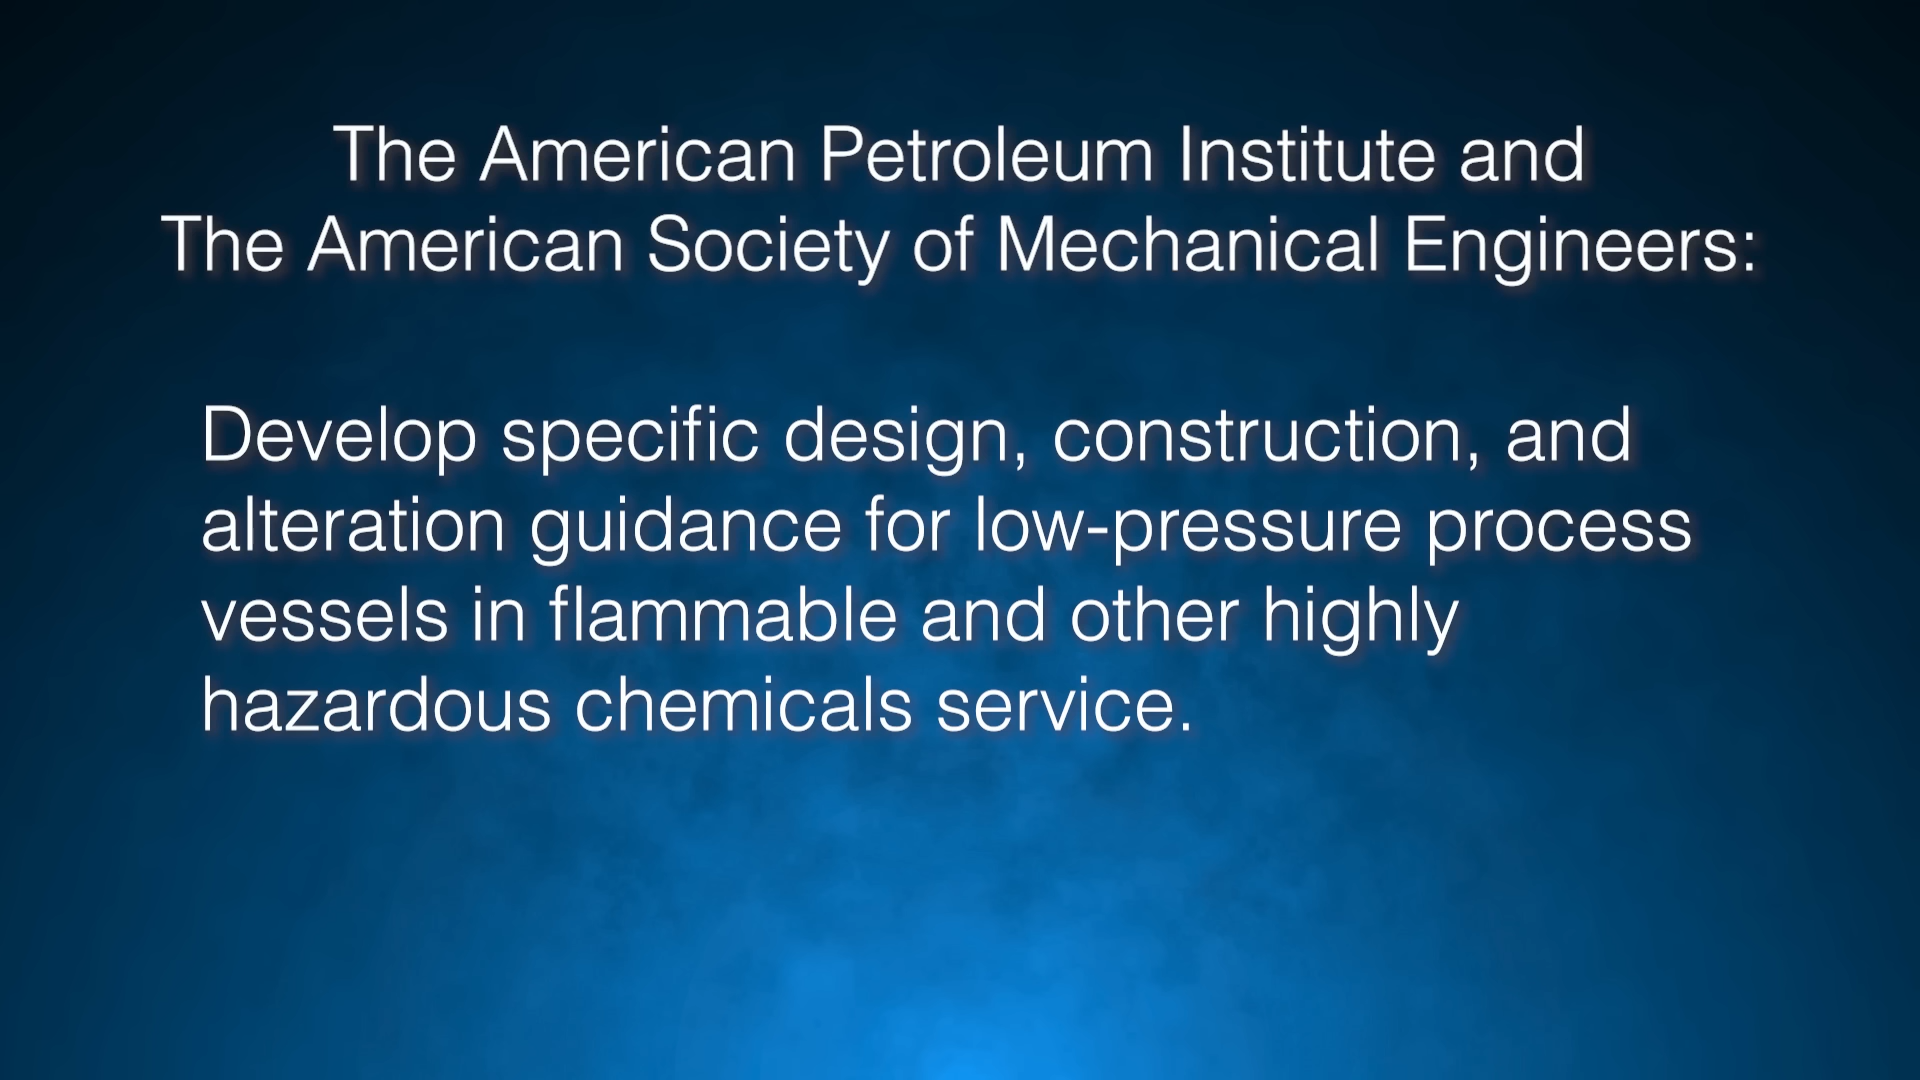 The American Petroleum Institute and
The American Society of Mechanical Engineers:
Develop specific design, construction, and
alteration guidance for low-pressure process
vessels in flammable and other highly
hazardous chemicals service.